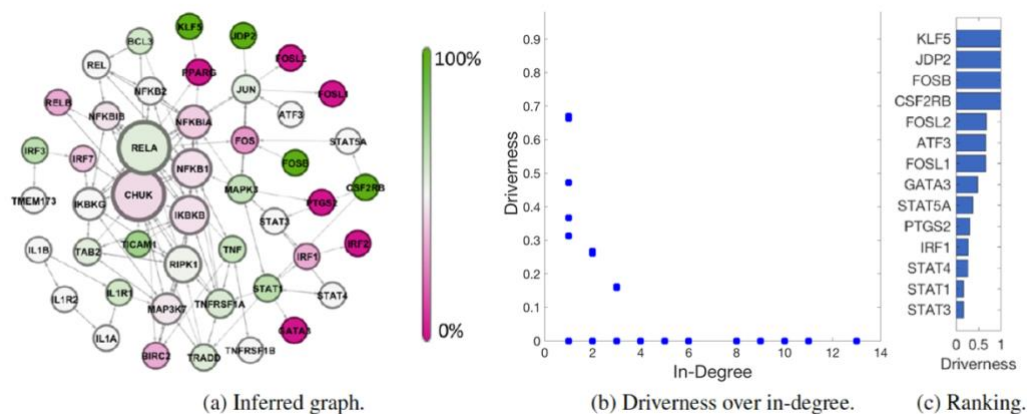 KLF5
JDP2
BCL3
FOSL2
REL
PPARG
NFKB2
JUN
FOSL1
RELB
NFKBIB
NFKBIA
ATF3
FOS
STAT5A
IRF3
IRF7
RELA
NFKB1
FOSB
MAPK3
CSF2RB
TMEM173
IKBKG
CHUK
IKBKB
PTGS2
STAT3
IL1B
TAB2
TICAM1
TNF
IRF1
IRF2
RIPK1
IL1R2
IL1R1
MAP3K7
TNFRSF1A
STAT1
STAT4
IL1A
GATA3
BIRC2
TRADD
TNFRSF1B
100%
0%
(a) Inferred graph.
Driverness
0.9
0.8
0.7
0.6
0.5
0.4
0.3
0.2
0.1
0
0 2 4 6 8 10 12 14
In-Degree
(b) Driverness over in-degree.
KLF5
JDP2
FOSB
CSF2RB
FOSL2
ATF3
FOSL1
GATA3
STAT5A
PTGS2
IRF1
STAT4
STAT1
STAT3
0 0.5 1
Driverness
(c) Ranking.